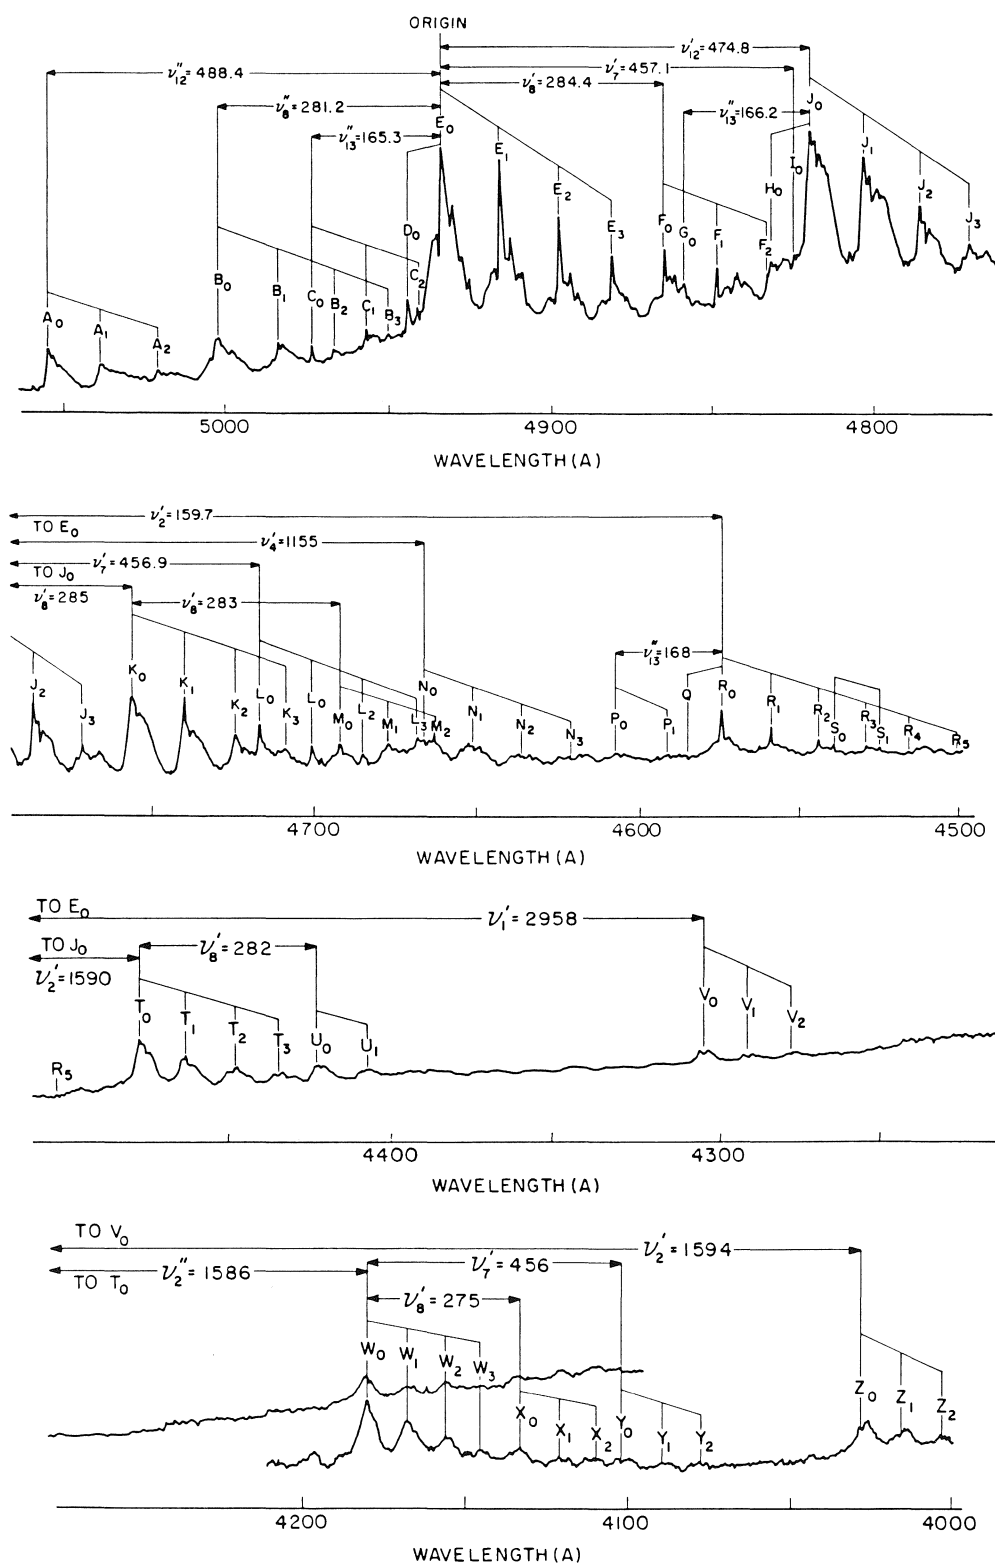 ORIGIN
ν″₁₂=488.4
ν′₁₂=474.8
ν′₇=457.1
ν′₈=284.4
ν″₈=281.2
ν″₁₃=166.2
ν″₁₃=165.3
A₀ A₁ A₂ B₀ B₁ C₀ B₂ C₁ B₃ D₀ C₂ E₀ E₁ E₂ E₃ F₀ G₀ F₁ F₂ H₀ I₀ J₀ J₁ J₂ J₃
5000 4900 4800
WAVELENGTH (A)
ν′₂=159.7
TO E₀
ν′₄=1155
ν′₇=456.9
TO J₀
ν′₈=285
ν′₈=283
ν″₁₃=168
J₂ J₃ K₀ K₁ K₂ L₀ K₃ L₀ M₀ L₂ M₁ L₃ N₀ M₂ N₁ N₂ N₃ P₀ P₁ Q R₀ R₁ R₂ S₀ R₃ S₁ R₄ R₅
4700 4600 4500
WAVELENGTH (A)
TO E₀
ν′₁=2958
TO J₀
ν′₈=282
ν′₂=1590
R₅ T₀ T₁ T₂ T₃ U₀ U₁ V₀ V₁ V₂
4400 4300
WAVELENGTH (A)
TO V₀
ν′₂=1594
TO T₀
ν″₂=1586
ν′₇=456
ν′₈=275
W₀ W₁ W₂ W₃ X₀ X₁ X₂ Y₀ Y₁ Y₂ Z₀ Z₁ Z₂
4200 4100 4000
WAVELENGTH (A)